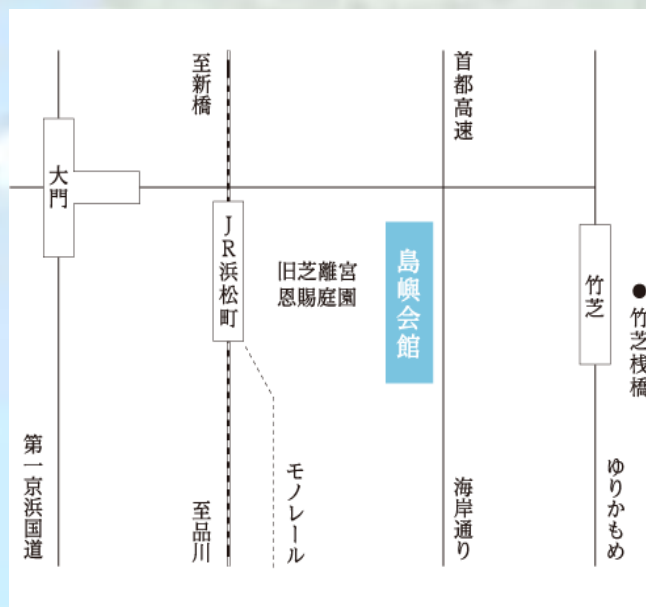 至新橋
首都高速
大門
JR浜松町
旧芝離宮
恩賜庭園
島嶼会館
竹芝
●竹芝桟橋
第一京浜国道
至品川
モノレール
海岸通り
ゆりかもめ